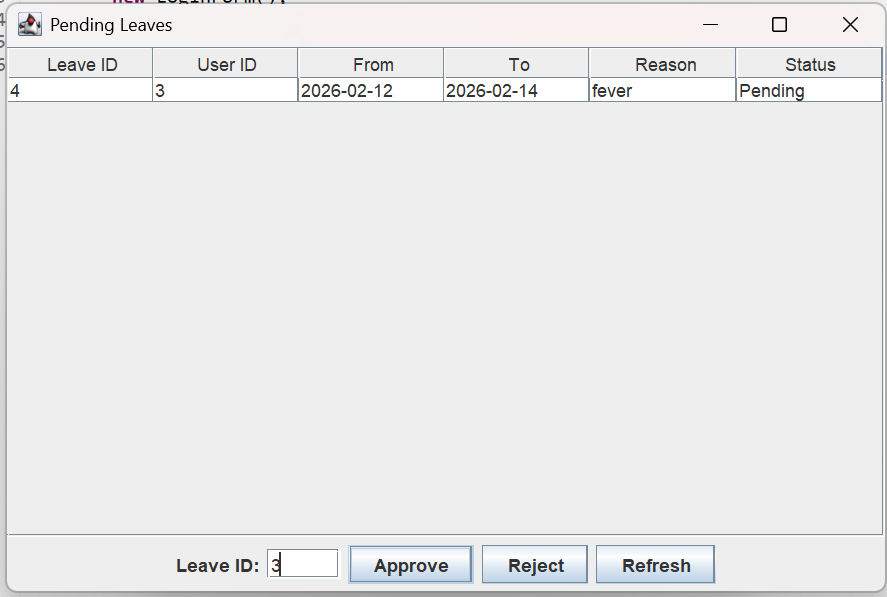 Pending Leaves
Leave ID User ID From To Reason Status
4 3 2026-02-12 2026-02-14 fever Pending
Leave ID: 3 Approve Reject Refresh